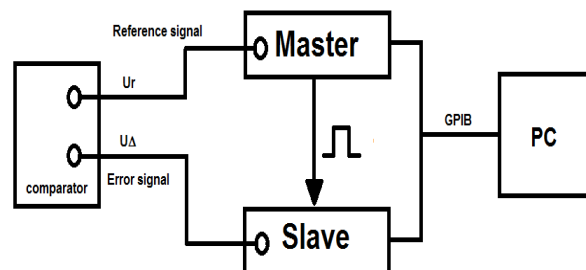 Reference signal
Master
Ur
GPIB
PC
UΔ
comparator
Error signal
Slave